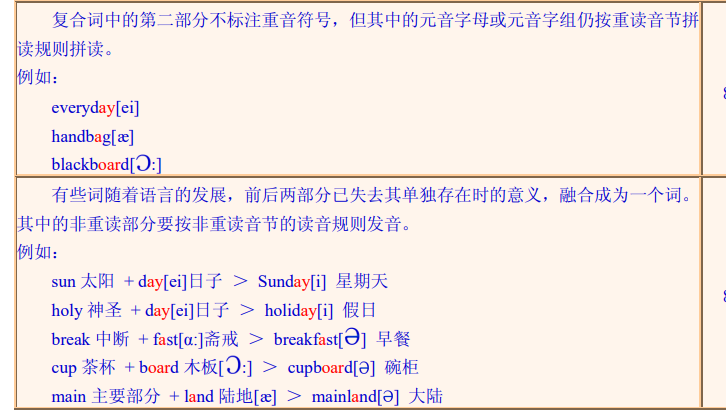 复合词中的第二部分不标注重音符号，但其中的元音字母或元音字组仍按重读音节拼
读规则拼读。
例如：
everyday[ei]
handbag[æ]
blackboard[Ɔ:]
有些词随着语言的发展，前后两部分已失去其单独存在时的意义，融合成为一个词。
其中的非重读部分要按非重读音节的读音规则发音。
例如：
sun 太阳 + day[ei]日子 ＞ Sunday[i] 星期天
holy 神圣 + day[ei]日子 ＞ holiday[i] 假日
break 中断 + fast[ɑ:]斋戒 ＞ breakfast[Ə] 早餐
cup 茶杯 + board 木板[Ɔ:] ＞ cupboard[Ə] 碗柜
main 主要部分 + land 陆地[æ] ＞ mainland[Ə] 大陆